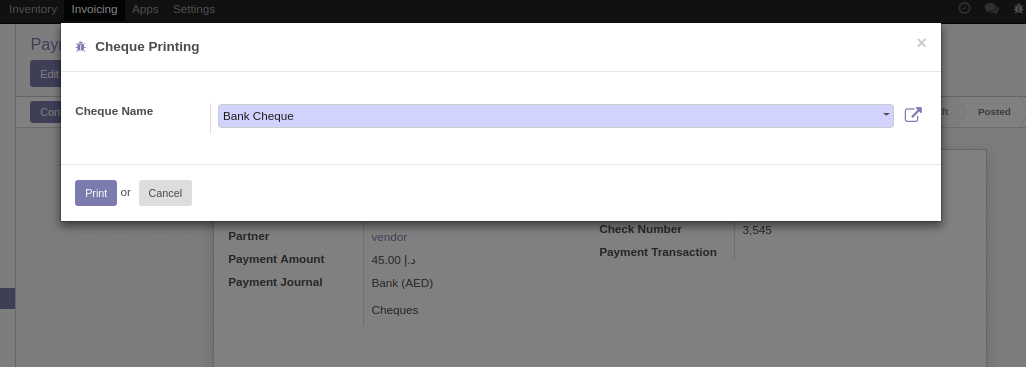 Inventory Invoicing Apps Settings
Paym
Cheque Printing ×
Edit
Cheque Name Bank Cheque
Con ft Posted
Print or Cancel
Partner vendor
Check Number 3,545
Payment Amount 45.00 د.إ
Payment Transaction
Payment Journal Bank (AED)
Cheques